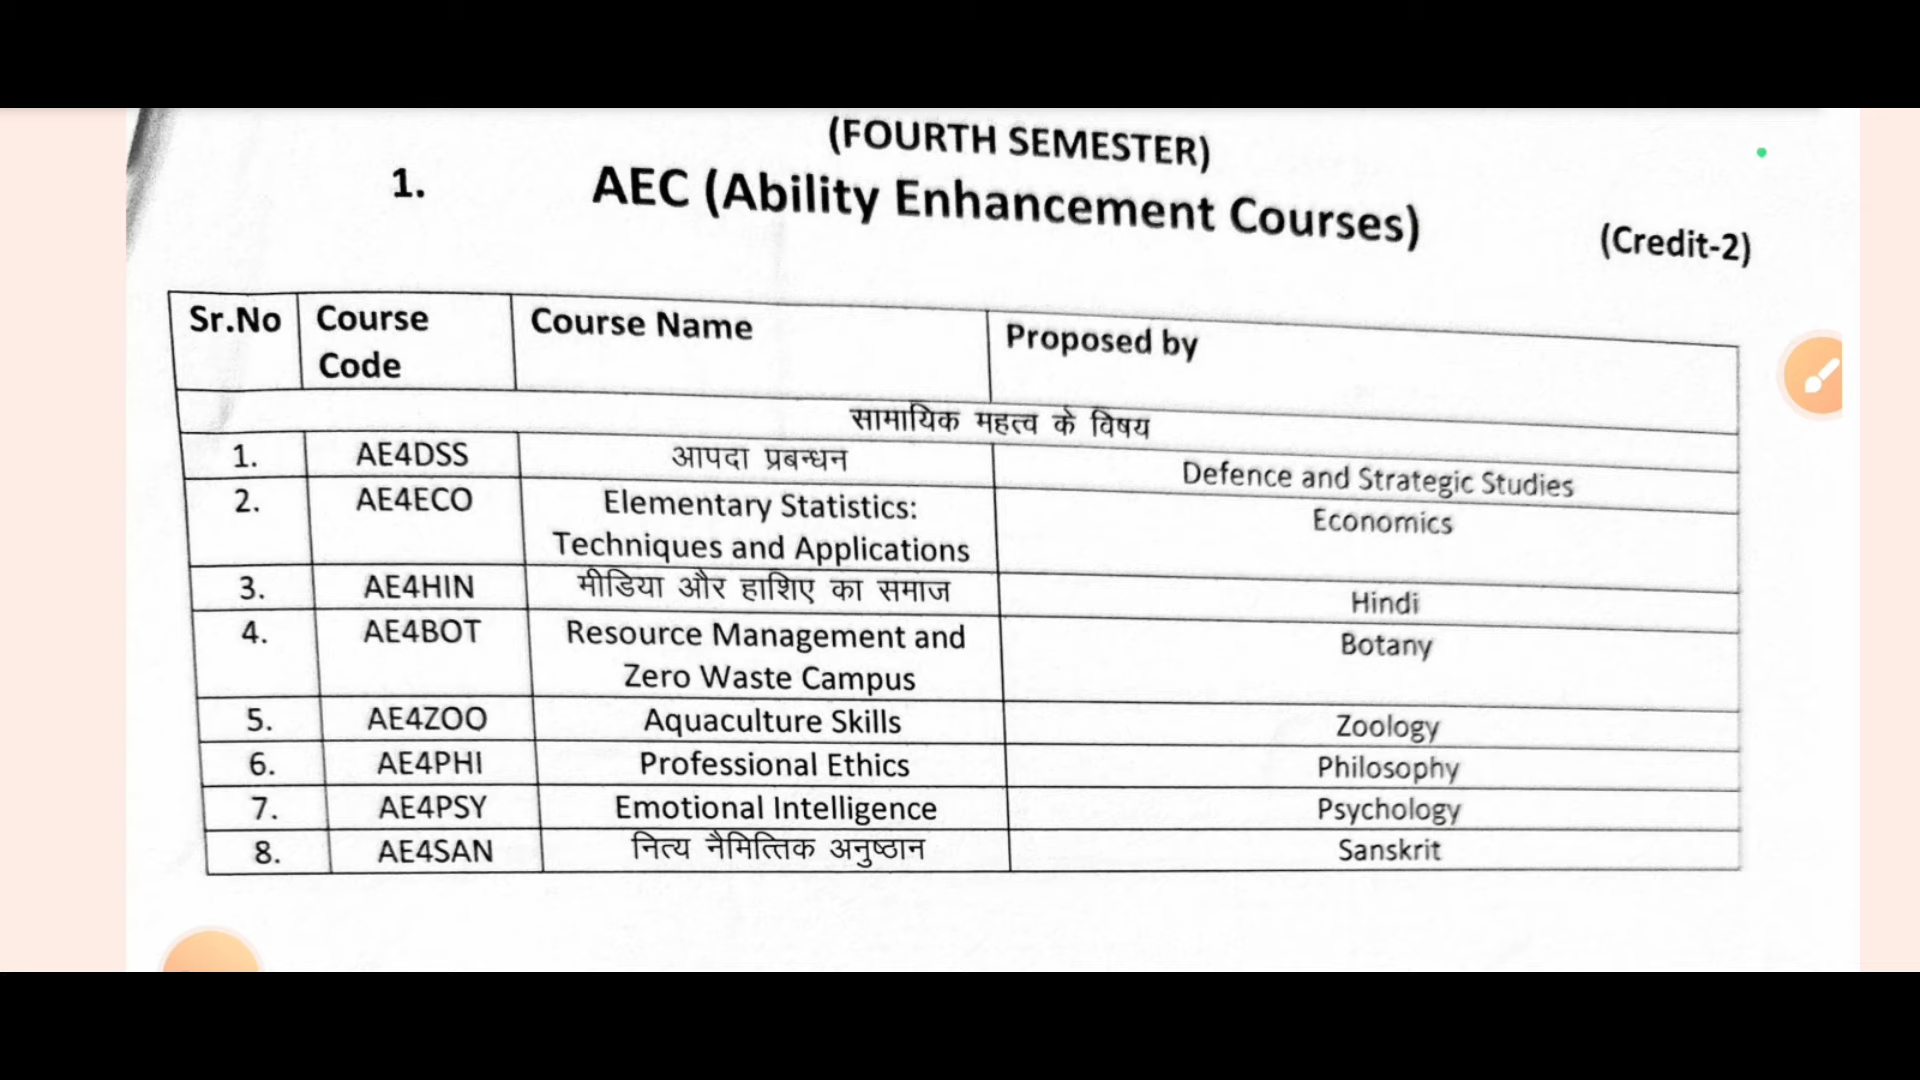 (FOURTH SEMESTER)
1. AEC (Ability Enhancement Courses)
(Credit-2)
Sr.No Course Code Course Name Proposed by
सामायिक महत्व के विषय
1. AE4DSS आपदा प्रबन्धन Defence and Strategic Studies
2. AE4ECO Elementary Statistics: Economics
Techniques and Applications
3. AE4HIN मीडिया और हाशिए का समाज Hindi
4. AE4BOT Resource Management and Botany
Zero Waste Campus
5. AE4ZOO Aquaculture Skills Zoology
6. AE4PHI Professional Ethics Philosophy
7. AE4PSY Emotional Intelligence Psychology
8. AE4SAN नित्य नैमित्तिक अनुष्ठान Sanskrit